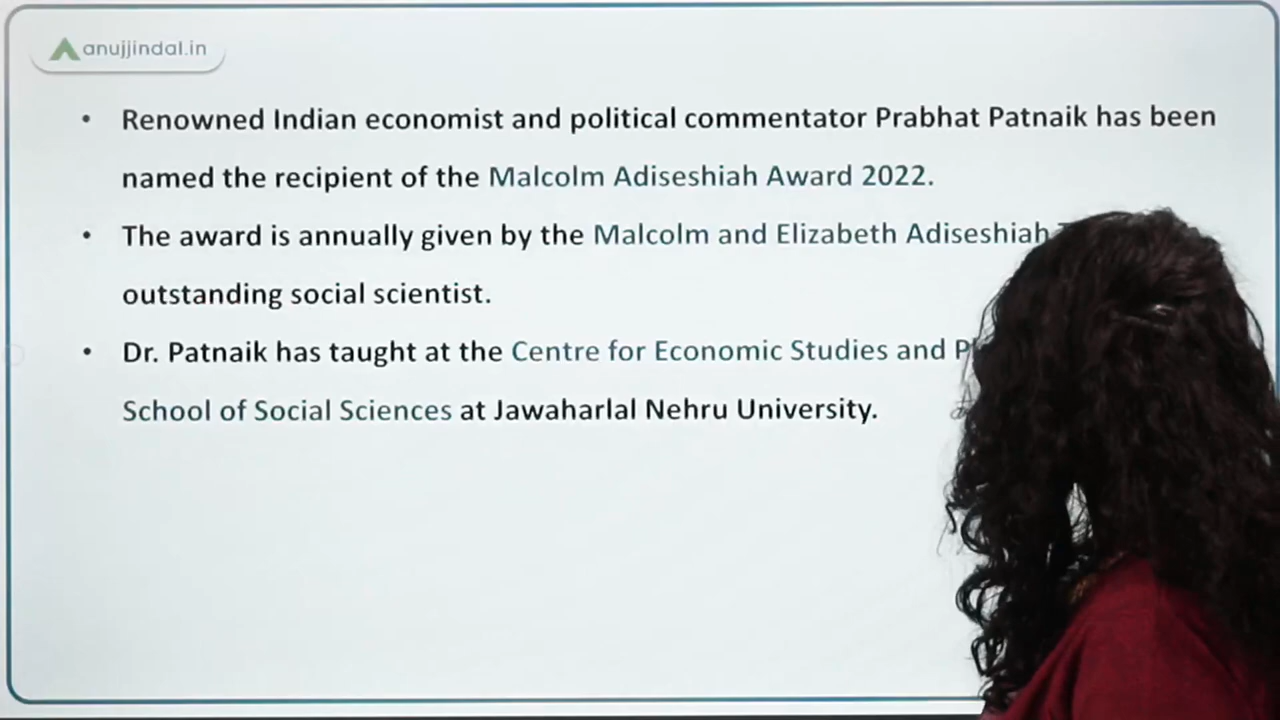 anujjindal.in
• Renowned Indian economist and political commentator Prabhat Patnaik has been
named the recipient of the Malcolm Adiseshiah Award 2022.
• The award is annually given by the Malcolm and Elizabeth Adiseshiah
outstanding social scientist.
• Dr. Patnaik has taught at the Centre for Economic Studies and
School of Social Sciences at Jawaharlal Nehru University.